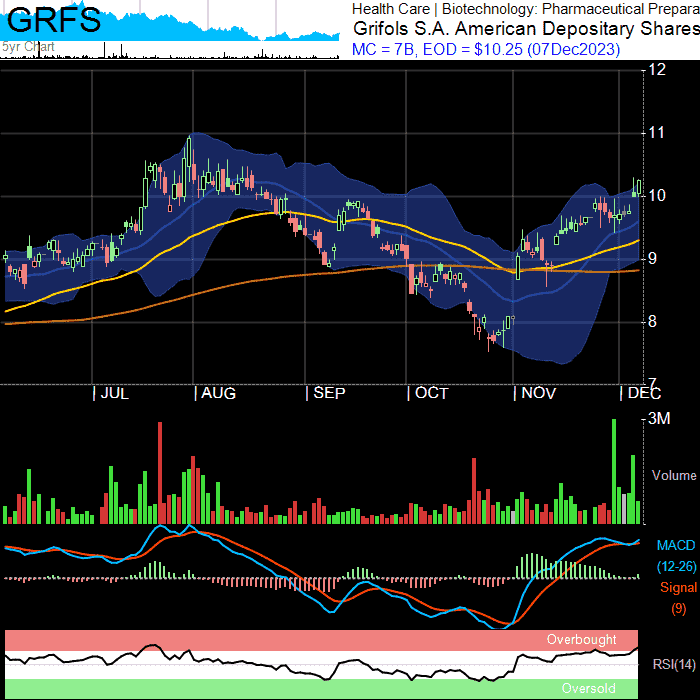 GRFS
5yr Chart
Health Care | Biotechnology: Pharmaceutical Prepara
Grifols S.A. American Depositary Shares
MC = 7B, EOD = $10.25 (07Dec2023)
12
11
10
9
8
7
| JUL | AUG | SEP | OCT | NOV | DEC
3M
Volume
MACD
(12-26)
Signal
(9)
Overbought
RSI(14)
Oversold